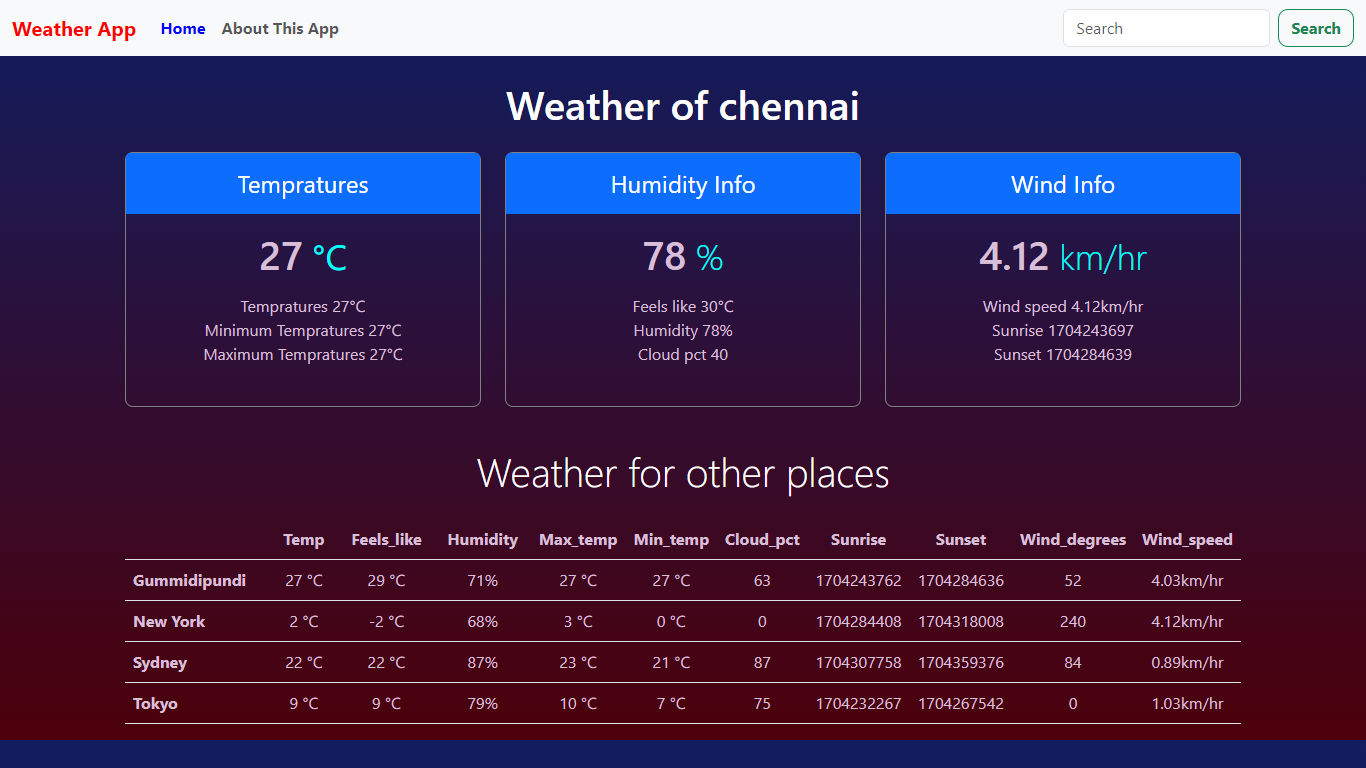 Weather App Home About This App Search Search
Weather of chennai
Tempratures Humidity Info Wind Info
27 °C 78 % 4.12 km/hr
Tempratures 27°C Feels like 30°C Wind speed 4.12km/hr
Minimum Tempratures 27°C Humidity 78% Sunrise 1704243697
Maximum Tempratures 27°C Cloud pct 40 Sunset 1704284639
Weather for other places
Temp Feels_like Humidity Max_temp Min_temp Cloud_pct Sunrise Sunset Wind_degrees Wind_speed
Gummidipundi 27 °C 29 °C 71% 27 °C 27 °C 63 1704243762 1704284636 52 4.03km/hr
New York 2 °C -2 °C 68% 3 °C 0 °C 0 1704284408 1704318008 240 4.12km/hr
Sydney 22 °C 22 °C 87% 23 °C 21 °C 87 1704307758 1704359376 84 0.89km/hr
Tokyo 9 °C 9 °C 79% 10 °C 7 °C 75 1704232267 1704267542 0 1.03km/hr